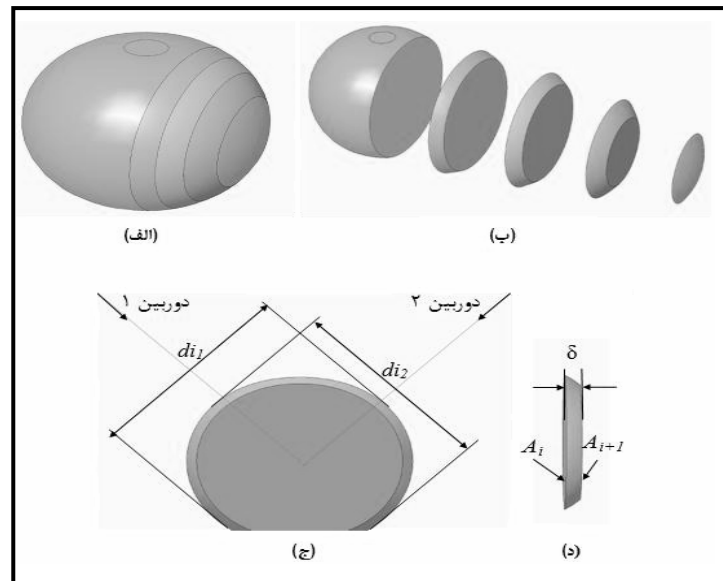 (الف)
(ب)
دوربین ۱
دوربین ۲
di₁
di₂
δ
Aᵢ
Aᵢ₊₁
(ج)
(د)